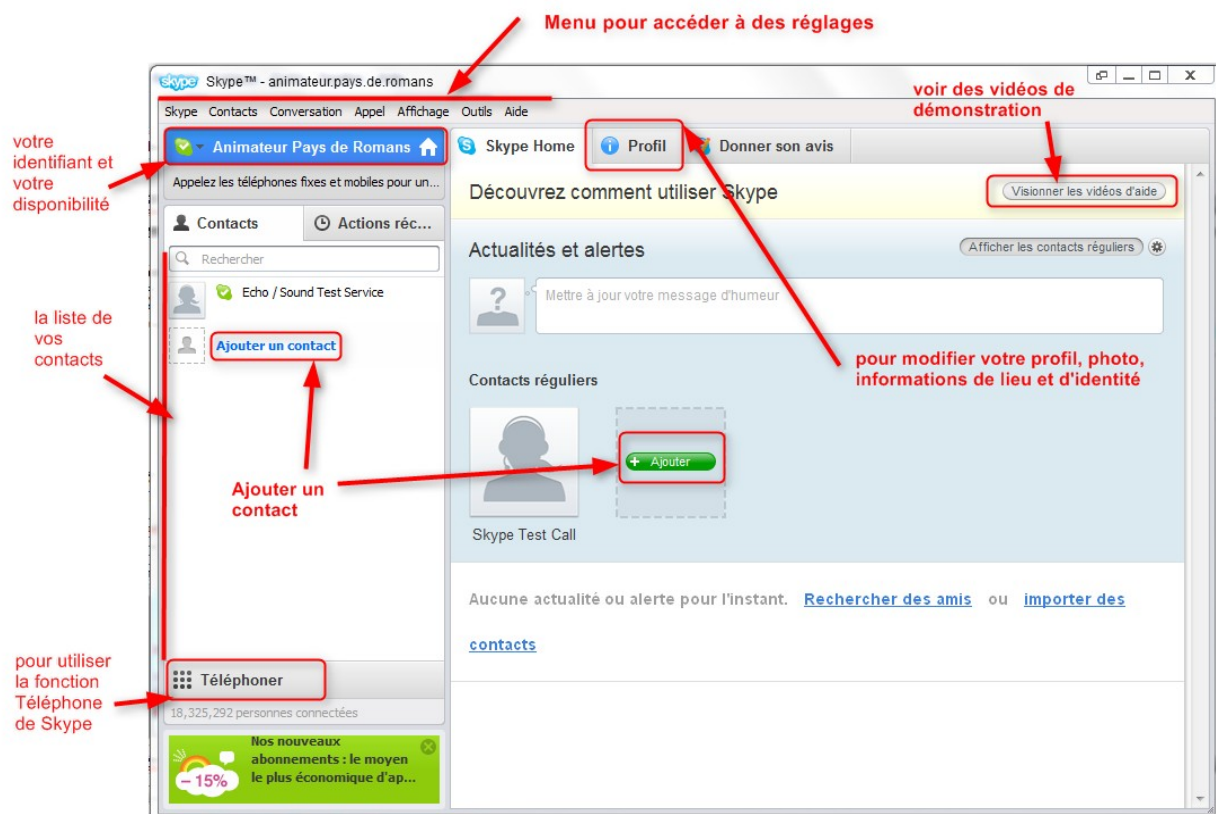 Menu pour accéder à des réglages
skype Skype™ - animateur.pays.de.romans
voir des vidéos de
démonstration
Skype Contacts Conversation Appel Affichage Outils Aide
votre
identifiant et
votre
disponibilité
Animateur Pays de Romans
Skype Home
Profil
Donner son avis
Appelez les téléphones fixes et mobiles pour un...
Découvrez comment utiliser Skype
Visionner les vidéos d'aide
Contacts
Actions réc...
Rechercher
Actualités et alertes
Afficher les contacts réguliers
Echo / Sound Test Service
Mettre à jour votre message d'humeur
la liste de
vos
contacts
Ajouter un contact
pour modifier votre profil, photo,
informations de lieu et d'identité
Contacts réguliers
+ Ajouter
Ajouter un
contact
Skype Test Call
Aucune actualité ou alerte pour l'instant. Rechercher des amis ou importer des
contacts
pour utiliser
la fonction
Téléphone
de Skype
Téléphoner
18,325,292 personnes connectées
Nos nouveaux
abonnements : le moyen
le plus économique d'ap...
– 15%